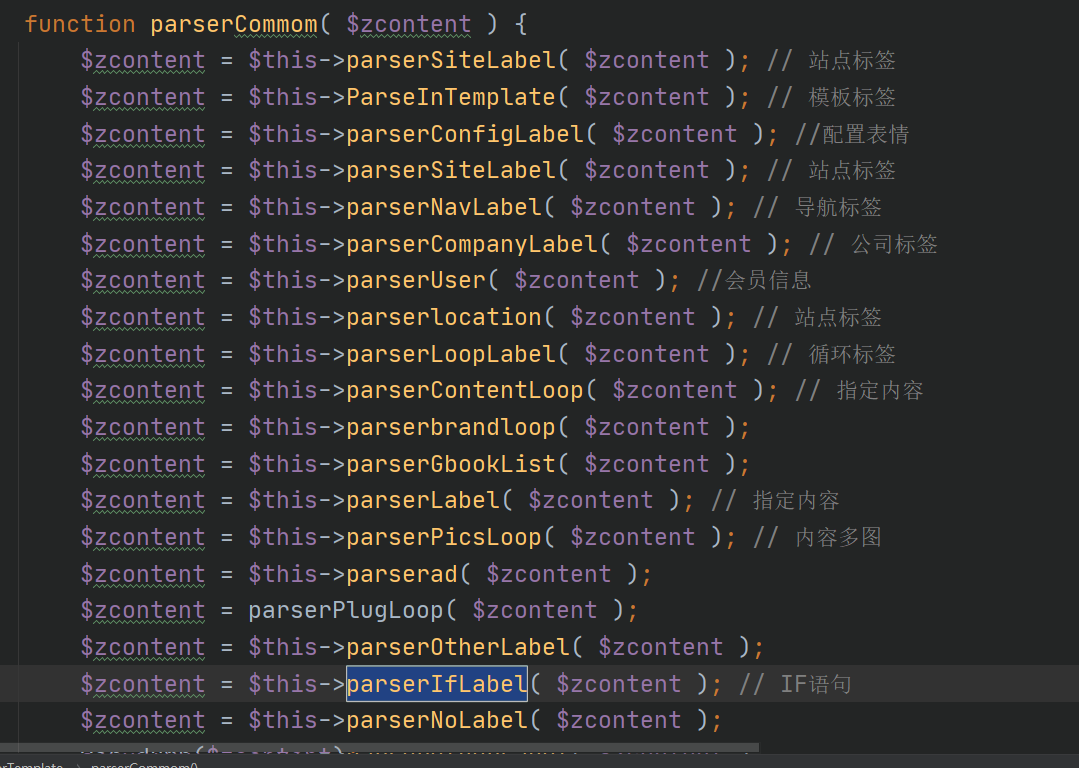 function parserCommom( $zcontent ) {
$zcontent = $this->parserSiteLabel( $zcontent ); // 站点标签
$zcontent = $this->ParseInTemplate( $zcontent ); // 模板标签
$zcontent = $this->parserConfigLabel( $zcontent ); //配置表情
$zcontent = $this->parserSiteLabel( $zcontent ); // 站点标签
$zcontent = $this->parserNavLabel( $zcontent ); // 导航标签
$zcontent = $this->parserCompanyLabel( $zcontent ); // 公司标签
$zcontent = $this->parserUser( $zcontent ); //会员信息
$zcontent = $this->parserlocation( $zcontent ); // 站点标签
$zcontent = $this->parserLoopLabel( $zcontent ); // 循环标签
$zcontent = $this->parserContentLoop( $zcontent ); // 指定内容
$zcontent = $this->parserbrandloop( $zcontent );
$zcontent = $this->parserGbookList( $zcontent );
$zcontent = $this->parserLabel( $zcontent ); // 指定内容
$zcontent = $this->parserPicsLoop( $zcontent ); // 内容多图
$zcontent = $this->parserad( $zcontent );
$zcontent = parserPlugLoop( $zcontent );
$zcontent = $this->parserOtherLabel( $zcontent );
$zcontent = $this->parserIfLabel( $zcontent ); // IF语句
$zcontent = $this->parserNoLabel( $zcontent );